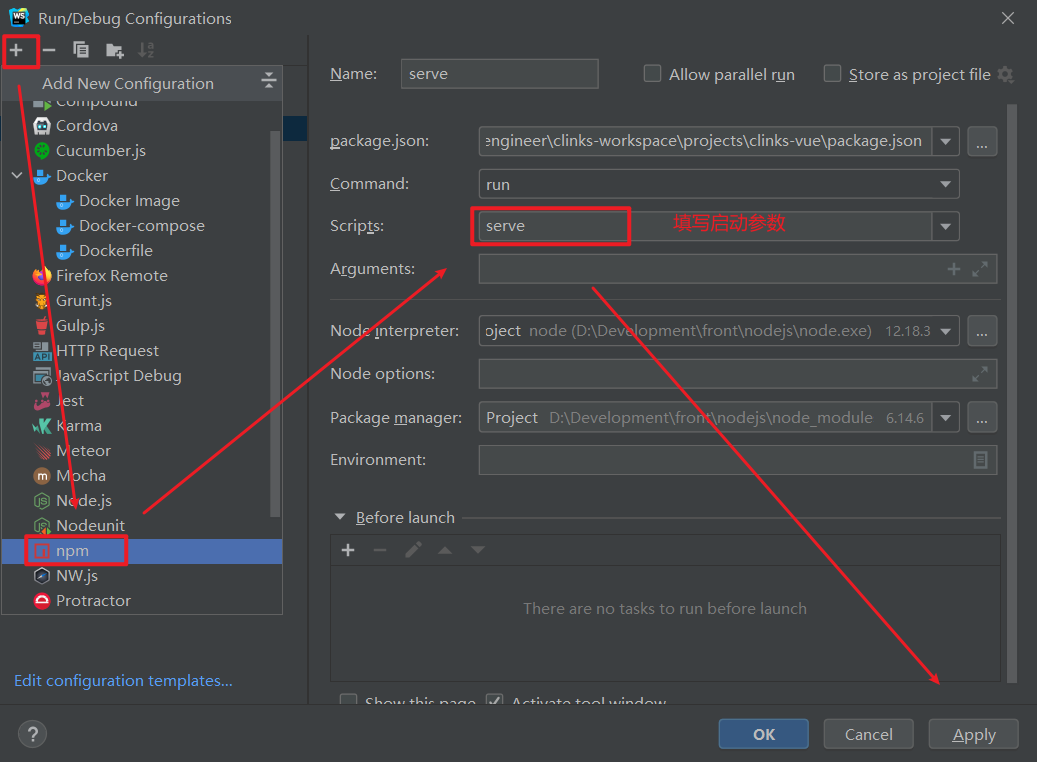 WS Run/Debug Configurations
Add New Configuration
Compound
Cordova
Cucumber.js
Docker
Docker Image
Docker-compose
Dockerfile
Firefox Remote
Grunt.js
Gulp.js
HTTP Request
JavaScript Debug
Jest
Karma
Meteor
Mocha
Node.js
Nodeunit
npm
NW.js
Protractor
Edit configuration templates...
Name: serve Allow parallel run Store as project file
package.json: engineer\clinks-workspace\projects\clinks-vue\package.json ...
Command: run
Scripts: serve 填写启动参数
Arguments:
Node interpreter: oject node (D:\Development\front\nodejs\node.exe) 12.18.3 ...
Node options:
Package manager: Project D:\Development\front\nodejs\node_module 6.14.6 ...
Environment:
Before launch
There are no tasks to run before launch
Show this page Activate tool window
? OK Cancel Apply